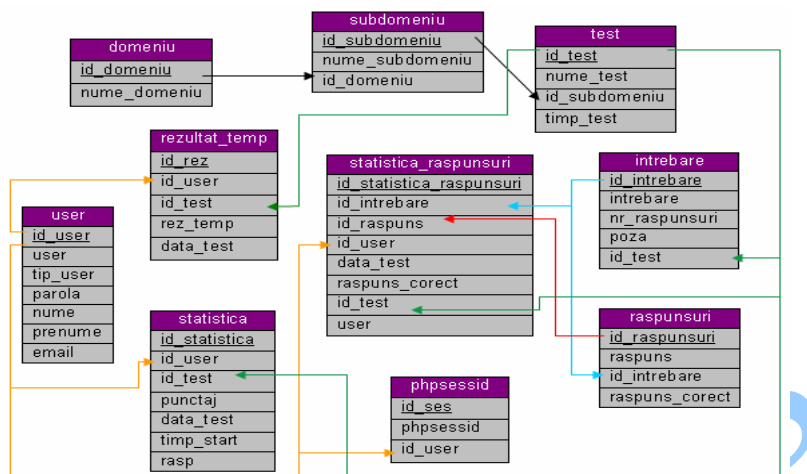 domeniu
id_domeniu
nume_domeniu
subdomeniu
id_subdomeniu
nume_subdomeniu
id_domeniu
test
id_test
nume_test
id_subdomeniu
timp_test
rezultat_temp
id_rez
id_user
id_test
rez_temp
data_test
statistica_raspunsuri
id_statistica_raspunsuri
id_intrebare
id_raspuns
id_user
data_test
raspuns_corect
id_test
user
intrebare
id_intrebare
intrebare
nr_raspunsuri
poza
id_test
user
id_user
user
tip_user
parola
nume
prenume
email
statistica
id_statistica
id_user
id_test
punctaj
data_test
timp_start
rasp
phpsessid
id_ses
phpsessid
id_user
raspunsuri
id_raspunsuri
raspuns
id_intrebare
raspuns_corect